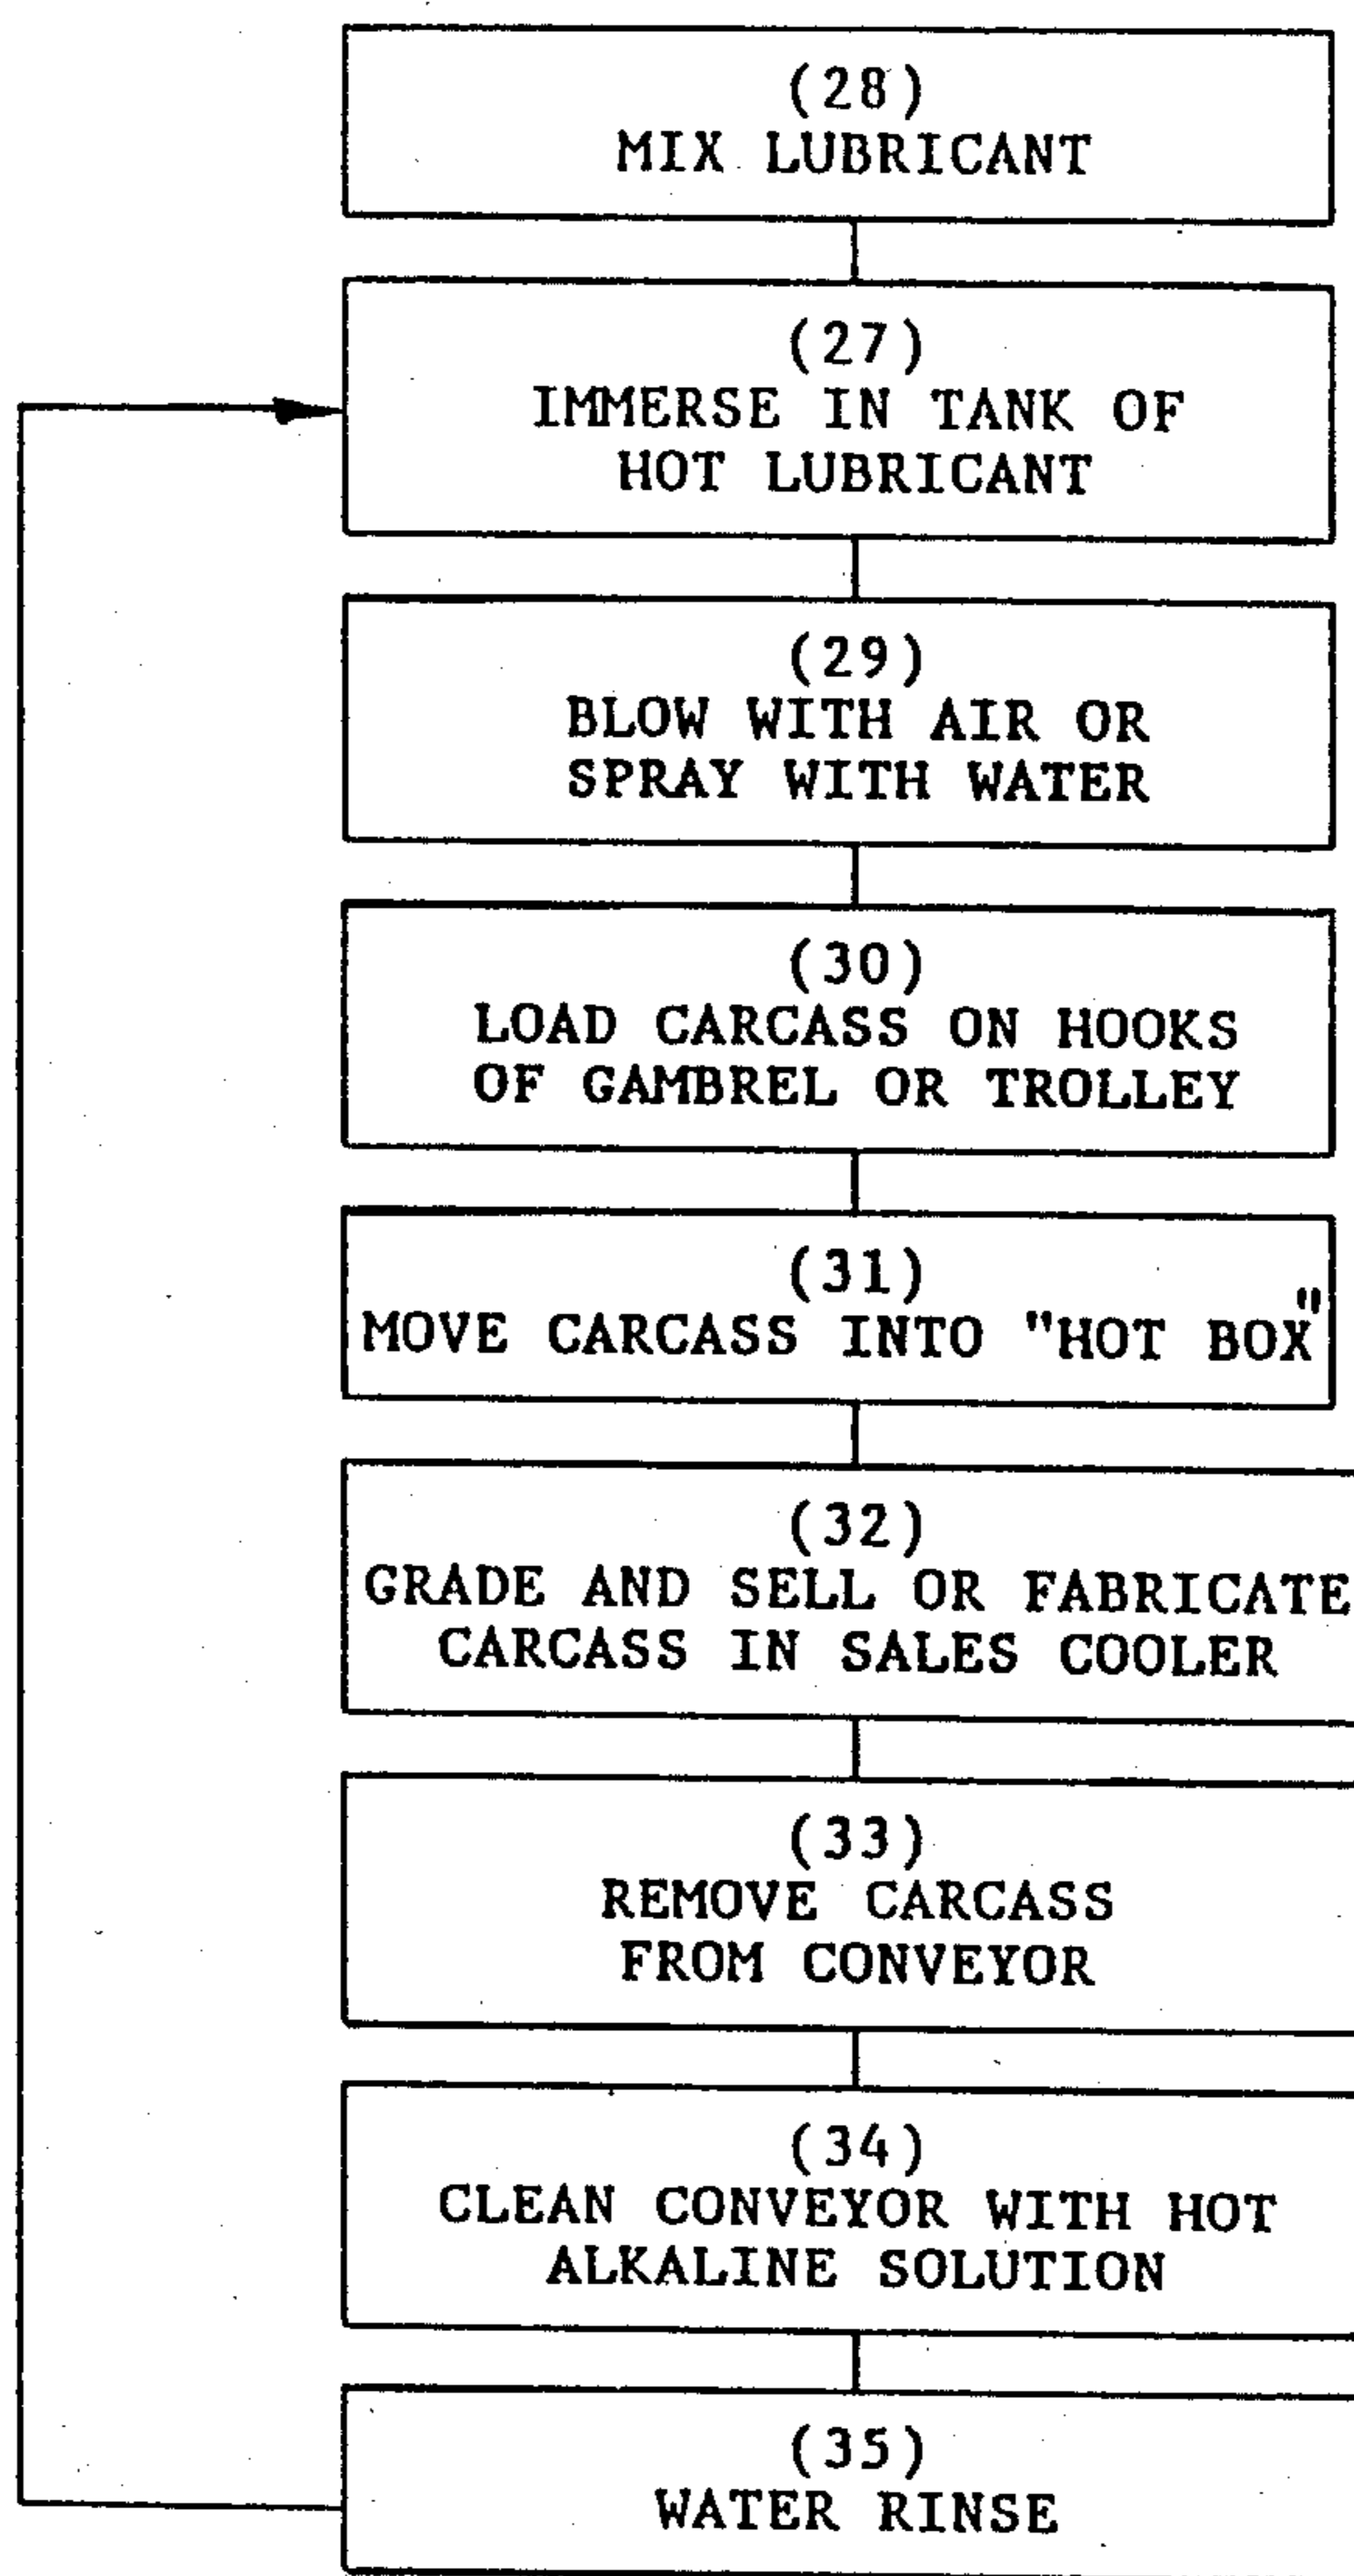 (28)
MIX LUBRICANT
(27)
IMMERSE IN TANK OF
HOT LUBRICANT
(29)
BLOW WITH AIR OR
SPRAY WITH WATER
(30)
LOAD CARCASS ON HOOKS
OF GAMBREL OR TROLLEY
(31)
MOVE CARCASS INTO "HOT BOX"
(32)
GRADE AND SELL OR FABRICATE
CARCASS IN SALES COOLER
(33)
REMOVE CARCASS
FROM CONVEYOR
(34)
CLEAN CONVEYOR WITH HOT
ALKALINE SOLUTION
(35)
WATER RINSE